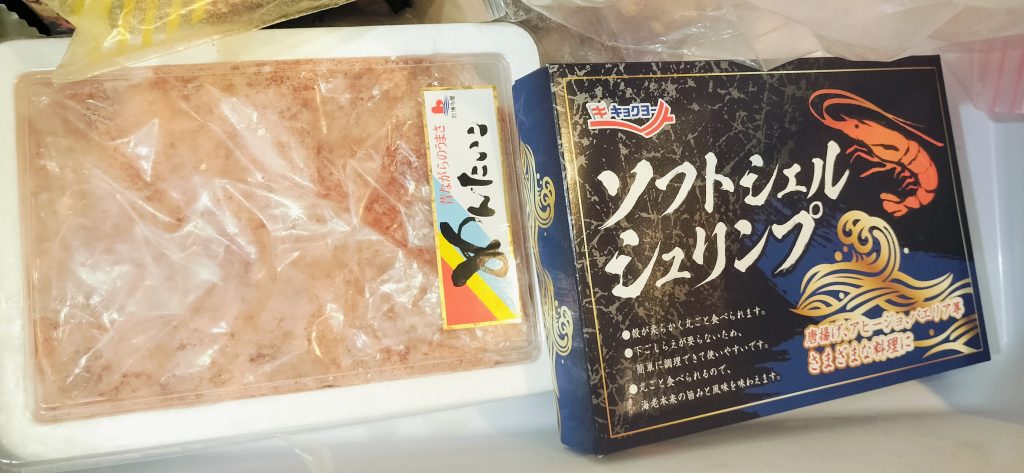 昔ながらのうまさ
めんたいこ
キョクヨー
ソフトシェル
シュリンプ
●殻が柔らかく丸ごと食べられます。
●下ごしらえが要らないため、
簡単に調理できて使いやすいです。
●丸ごと食べられるので、
海老本来の旨みと風味を味わえます。
唐揚げ、アヒージョ、パエリア等
さまざまな料理に